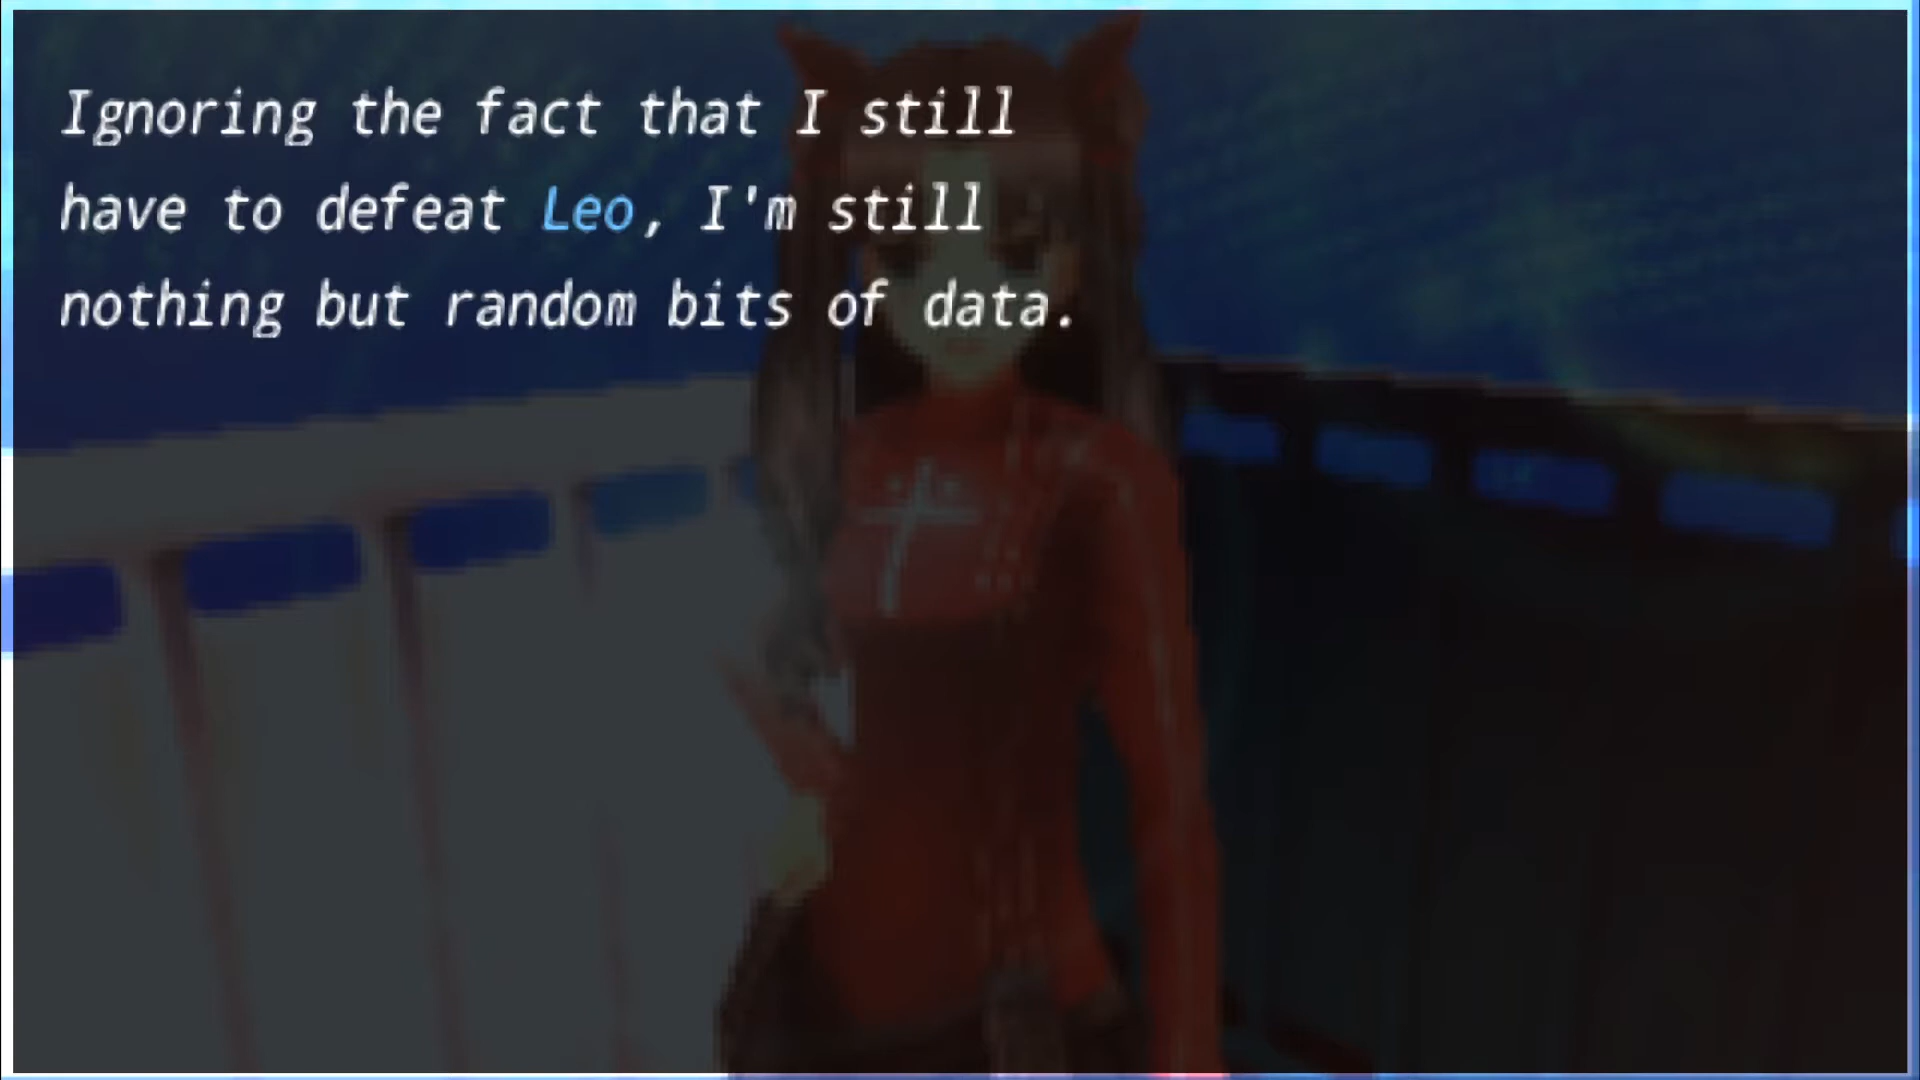 Ignoring the fact that I still
have to defeat Leo, I'm still
nothing but random bits of data.